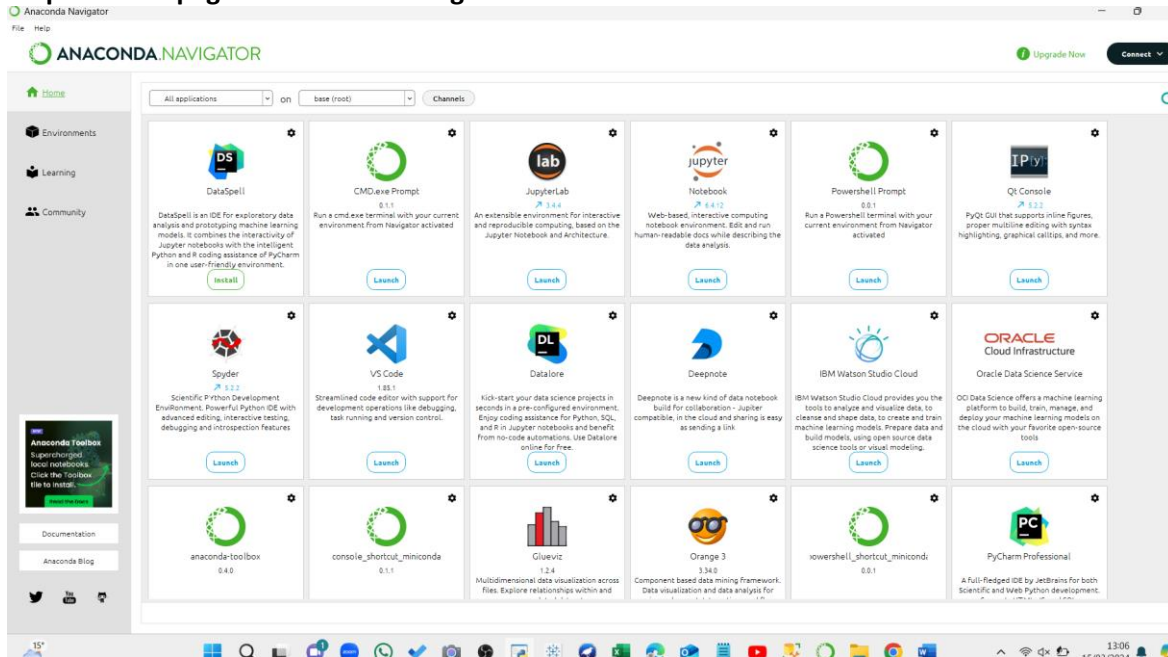 Anaconda Navigator
File Help
ANACONDA.NAVIGATOR
Upgrade Now
Connect
Home
Environments
Learning
Community
All applications on base (root) Channels
DS
DataSpell
DataSpell is an IDE for exploratory data
analysis and prototyping machine learning
models. It combines the interactivity of
Jupyter notebooks with the intelligent
Python and R coding assistance of PyCharm
in one user-friendly environment.
Install
CMD.exe Prompt
0.1.1
Run a cmd.exe terminal with your current
environment from Navigator activated
Launch
lab
JupyterLab
3.4.4
An extensible environment for interactive
and reproducible computing, based on the
Jupyter Notebook and Architecture.
Launch
jupyter
Notebook
6.4.12
Web-based, interactive computing
notebook environment. Edit and run
human-readable docs while describing the
data analysis.
Launch
Powershell Prompt
0.0.1
Run a Powershell terminal with your
current environment from Navigator
activated
Launch
IP[y]:
Qt Console
5.2.2
PyQt GUI that supports inline figures,
proper multiline editing with syntax
highlighting, graphical calltips, and more.
Launch
Spyder
5.2.2
Scientific PYthon Development
EnviRonment. Powerful Python IDE with
advanced editing, interactive testing,
debugging and introspection features
Launch
VS Code
1.85.1
Streamlined code editor with support for
development operations like debugging,
task running and version control.
Launch
DL
Datalore
Kick-start your data science projects in
seconds in a pre-configured environment.
Enjoy coding assistance for Python, SQL,
and R in Jupyter notebooks and benefit
from no-code automations. Use Datalore
online for free.
Launch
Deepnote
Deepnote is a new kind of data notebook
build for collaboration - Jupiter
compatible, in the cloud and sharing is easy
as sending a link
Launch
IBM Watson Studio Cloud
IBM Watson Studio Cloud provides you the
tools to analyze and visualize data, to
cleanse and shape data, to create and train
machine learning models. Prepare data and
build models, using open source data
science tools or visual modeling.
Launch
ORACLE
Cloud Infrastructure
Oracle Data Science Service
OCI Data Science offers a machine learning
platform to build, train, manage, and
deploy your machine learning models on
the cloud with your favorite open-source
tools
Launch
anaconda-toolbox
0.4.0
console_shortcut_miniconda
0.1.1
Glueviz
1.2.4
Multidimensional data visualization across
files. Explore relationships within and
Orange 3
3.34.0
Component based data mining framework.
Data visualization and data analysis for
powershell_shortcut_miniconda
0.0.1
PC
PyCharm Professional
A full-fledged IDE by JetBrains for both
Scientific and Web Python development.
Anaconda Toolbox
Supercharged
local notebooks.
Click the Toolbox
tile to install.
Read the Docs
Documentation
Anaconda Blog
15°
13:06
15/03/2024